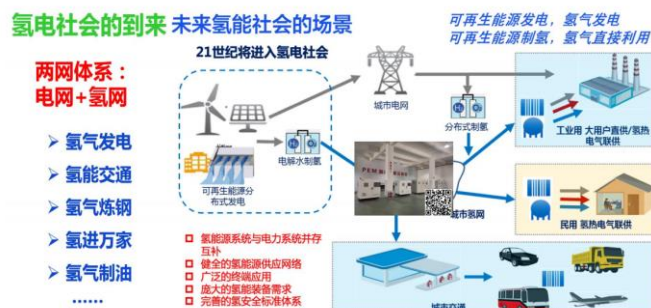 氢电社会的到来 未来氢能社会的场景
可再生能源发电，氢气发电
可再生能源制氢，氢气直接利用
21世纪将进入氢电社会
两网体系：
电网+氢网
氢气发电
氢能交通
氢气炼钢
氢进万家
氢气制油
......
城市电网
分布式制氢
H₂
电解水制氢
可再生能源分
布式发电
工业用 大用户直供/氢热
电气联供
城市氢网
民用 氢热电气联供
氢能源系统与电力系统并存
互补
健全的氢能源供应网络
广泛的终端应用
庞大的氢能装备需求
完善的氢安全标准体系
城市交通